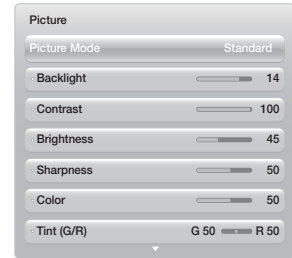 Picture
Picture Mode Standard
· Backlight 14
· Contrast 100
· Brightness 45
· Sharpness 50
· Color 50
· Tint (G/R) G 50 R 50